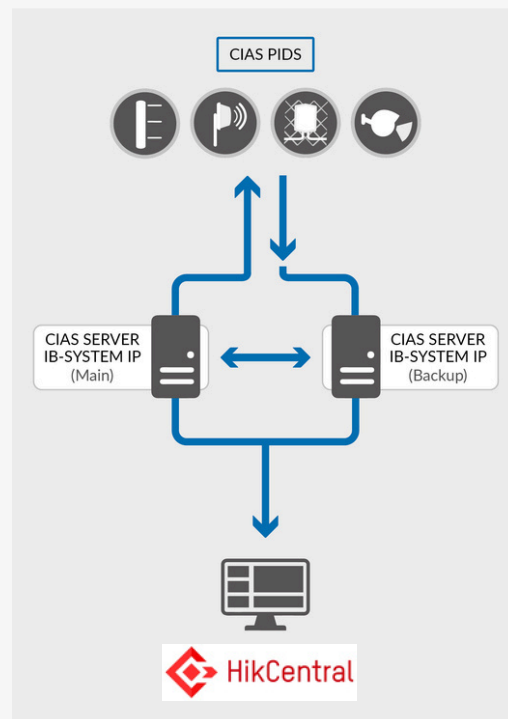 CIAS PIDS
CIAS SERVER
IB-SYSTEM IP
(Main)
CIAS SERVER
IB-SYSTEM IP
(Backup)
HikCentral